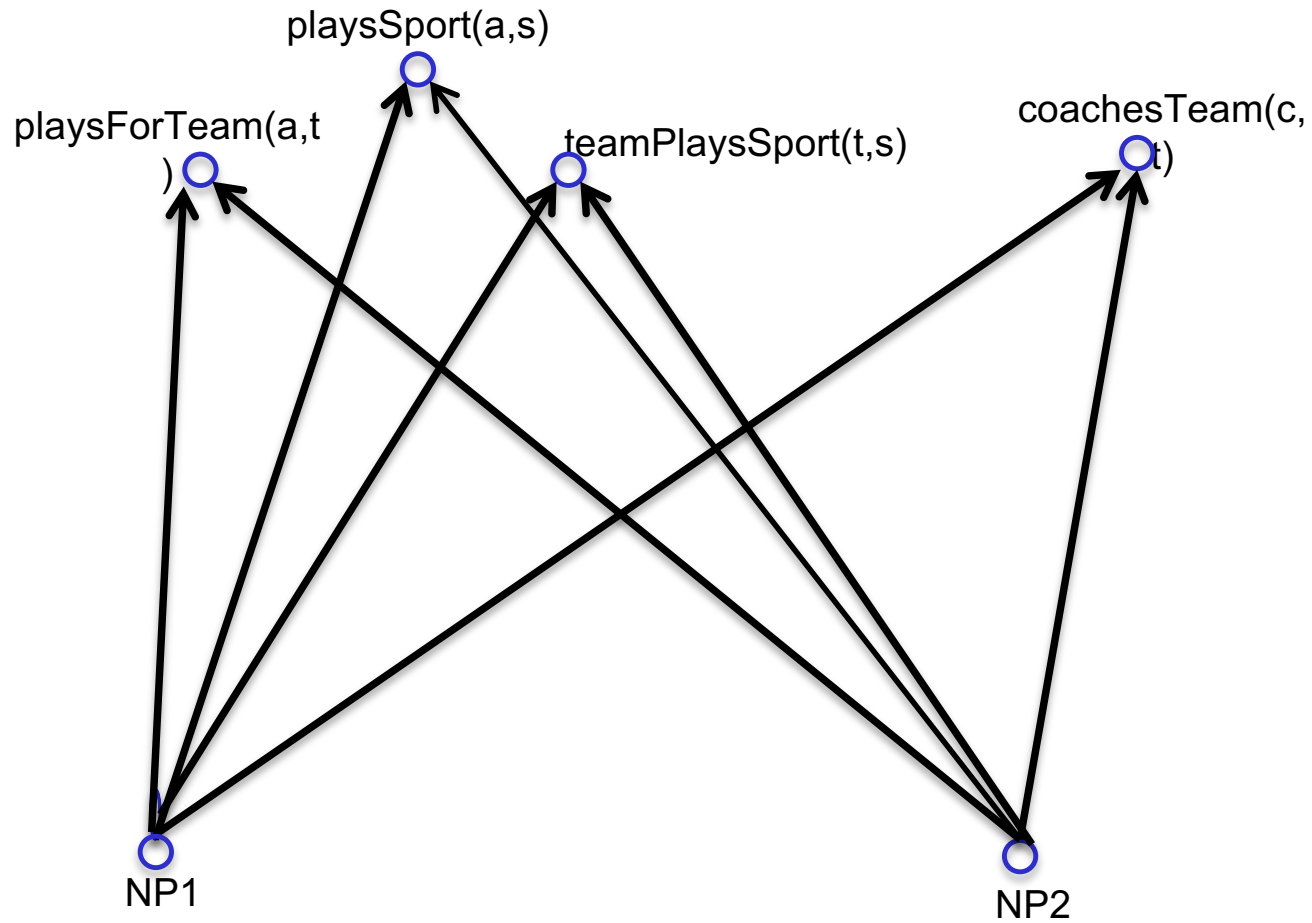 playsSport(a,s)
playsForTeam(a,t
)
teamPlaysSport(t,s)
coachesTeam(c,
t)
NP1
NP2